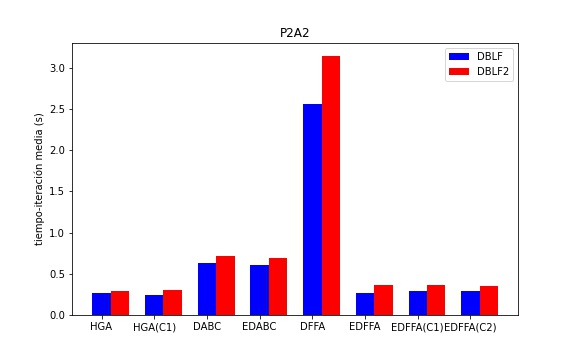 P2A2
DBLF
DBLF2
tiempo-iteración media (s)
3.0
2.5
2.0
1.5
1.0
0.5
0.0
HGA HGA(C1) DABC EDABC DFFA EDFFA EDFFA(C1) EDFFA(C2)